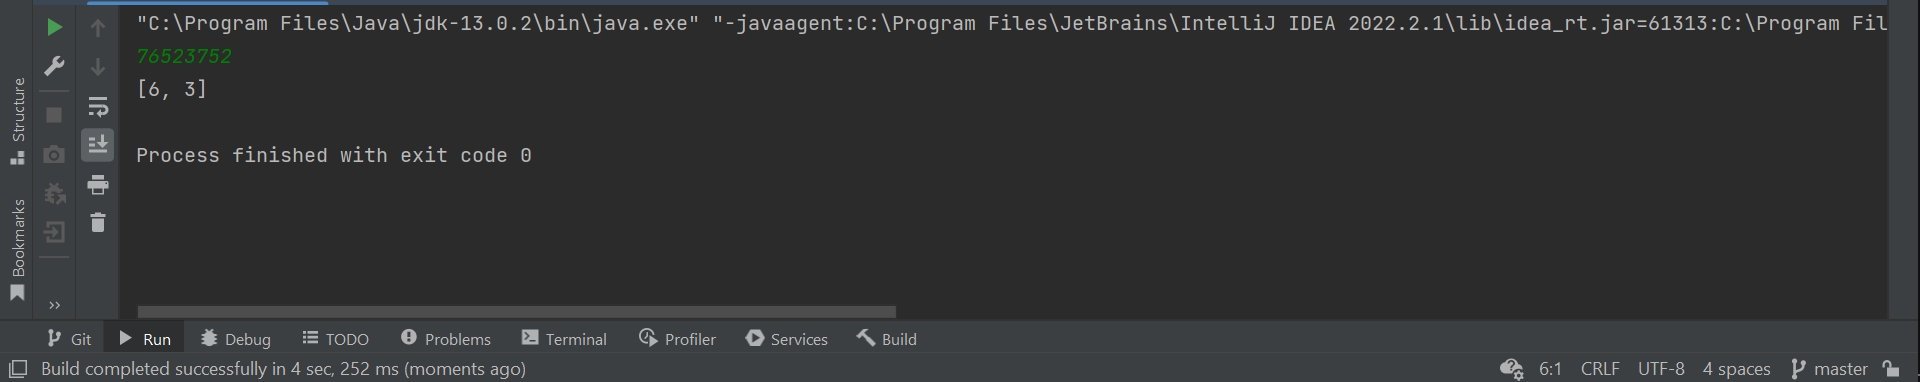 "C:\Program Files\Java\jdk-13.0.2\bin\java.exe" "-javaagent:C:\Program Files\JetBrains\IntelliJ IDEA 2022.2.1\lib\idea_rt.jar=61313:C:\Program Fil
76523752
[6, 3]
Process finished with exit code 0
Structure
Bookmarks
Git Run Debug TODO Problems Terminal Profiler Services Build
Build completed successfully in 4 sec, 252 ms (moments ago) 6:1 CRLF UTF-8 4 spaces master